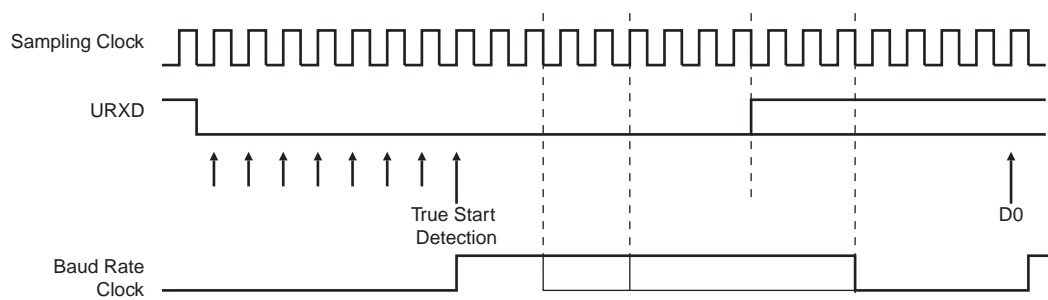 Sampling Clock
URXD
True Start
Detection
D0
Baud Rate
Clock